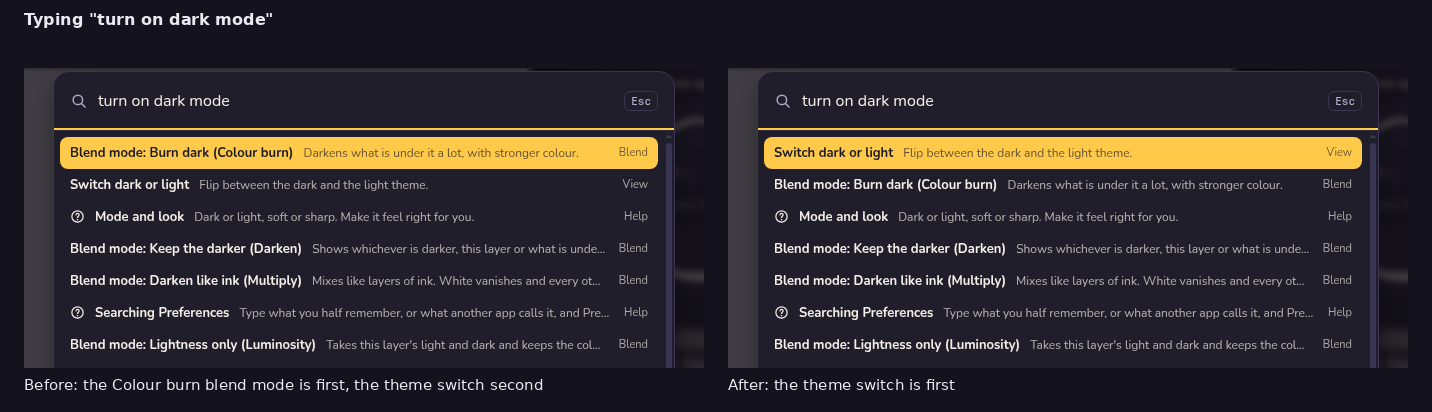 Typing "turn on dark mode"
turn on dark mode Esc
Blend mode: Burn dark (Colour burn) Darkens what is under it a lot, with stronger colour. Blend
Switch dark or light Flip between the dark and the light theme. View
Mode and look Dark or light, soft or sharp. Make it feel right for you. Help
Blend mode: Keep the darker (Darken) Shows whichever is darker, this layer or what is unde... Blend
Blend mode: Darken like ink (Multiply) Mixes like layers of ink. White vanishes and every ot... Blend
Searching Preferences Type what you half remember, or what another app calls it, and Pre... Help
Blend mode: Lightness only (Luminosity) Takes this layer's light and dark and keeps the col... Blend
Before: the Colour burn blend mode is first, the theme switch second
turn on dark mode Esc
Switch dark or light Flip between the dark and the light theme. View
Blend mode: Burn dark (Colour burn) Darkens what is under it a lot, with stronger colour. Blend
Mode and look Dark or light, soft or sharp. Make it feel right for you. Help
Blend mode: Keep the darker (Darken) Shows whichever is darker, this layer or what is unde... Blend
Blend mode: Darken like ink (Multiply) Mixes like layers of ink. White vanishes and every ot... Blend
Searching Preferences Type what you half remember, or what another app calls it, and Pre... Help
Blend mode: Lightness only (Luminosity) Takes this layer's light and dark and keeps the col... Blend
After: the theme switch is first